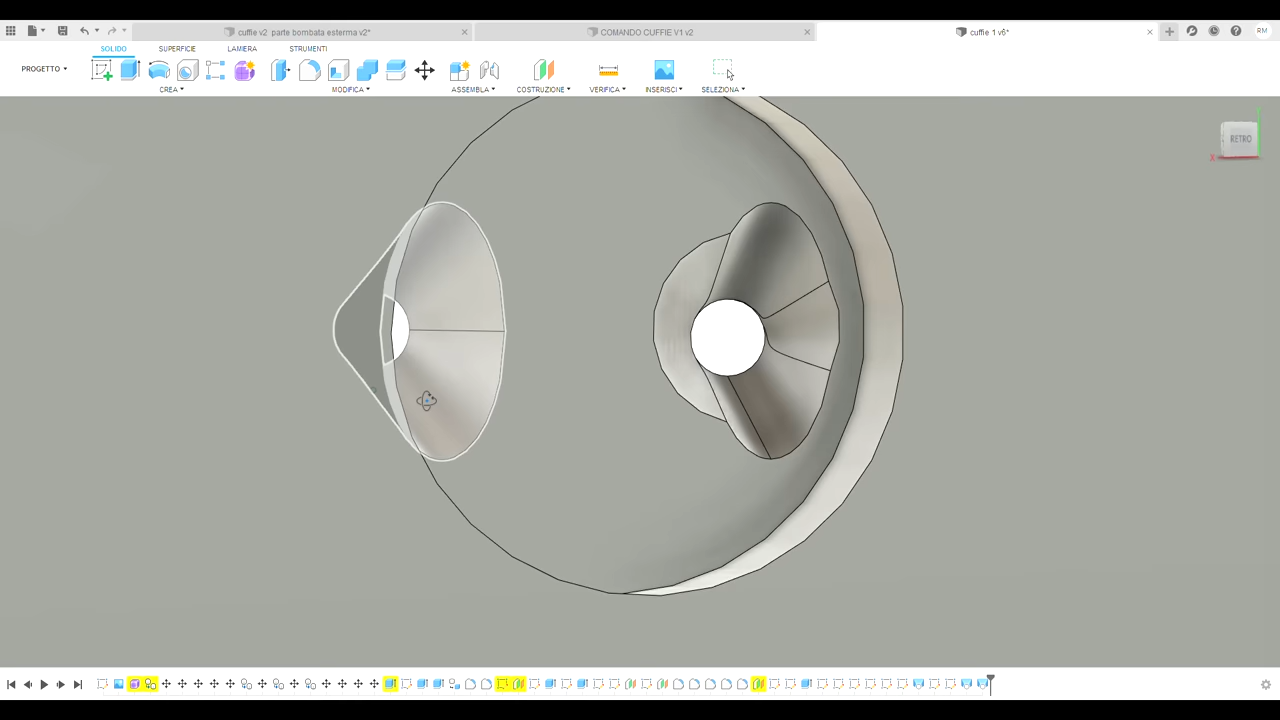 cuffie v2 parte bombata esterma v2*
COMANDO CUFFIE V1 v2
cuffie 1 v6*
RM
SOLIDO
SUPERFICIE
LAMIERA
STRUMENTI
PROGETTO
CREA
MODIFICA
ASSEMBLA
COSTRUZIONE
VERIFICA
INSERISCI
SELEZIONA
Y
RETRO
X